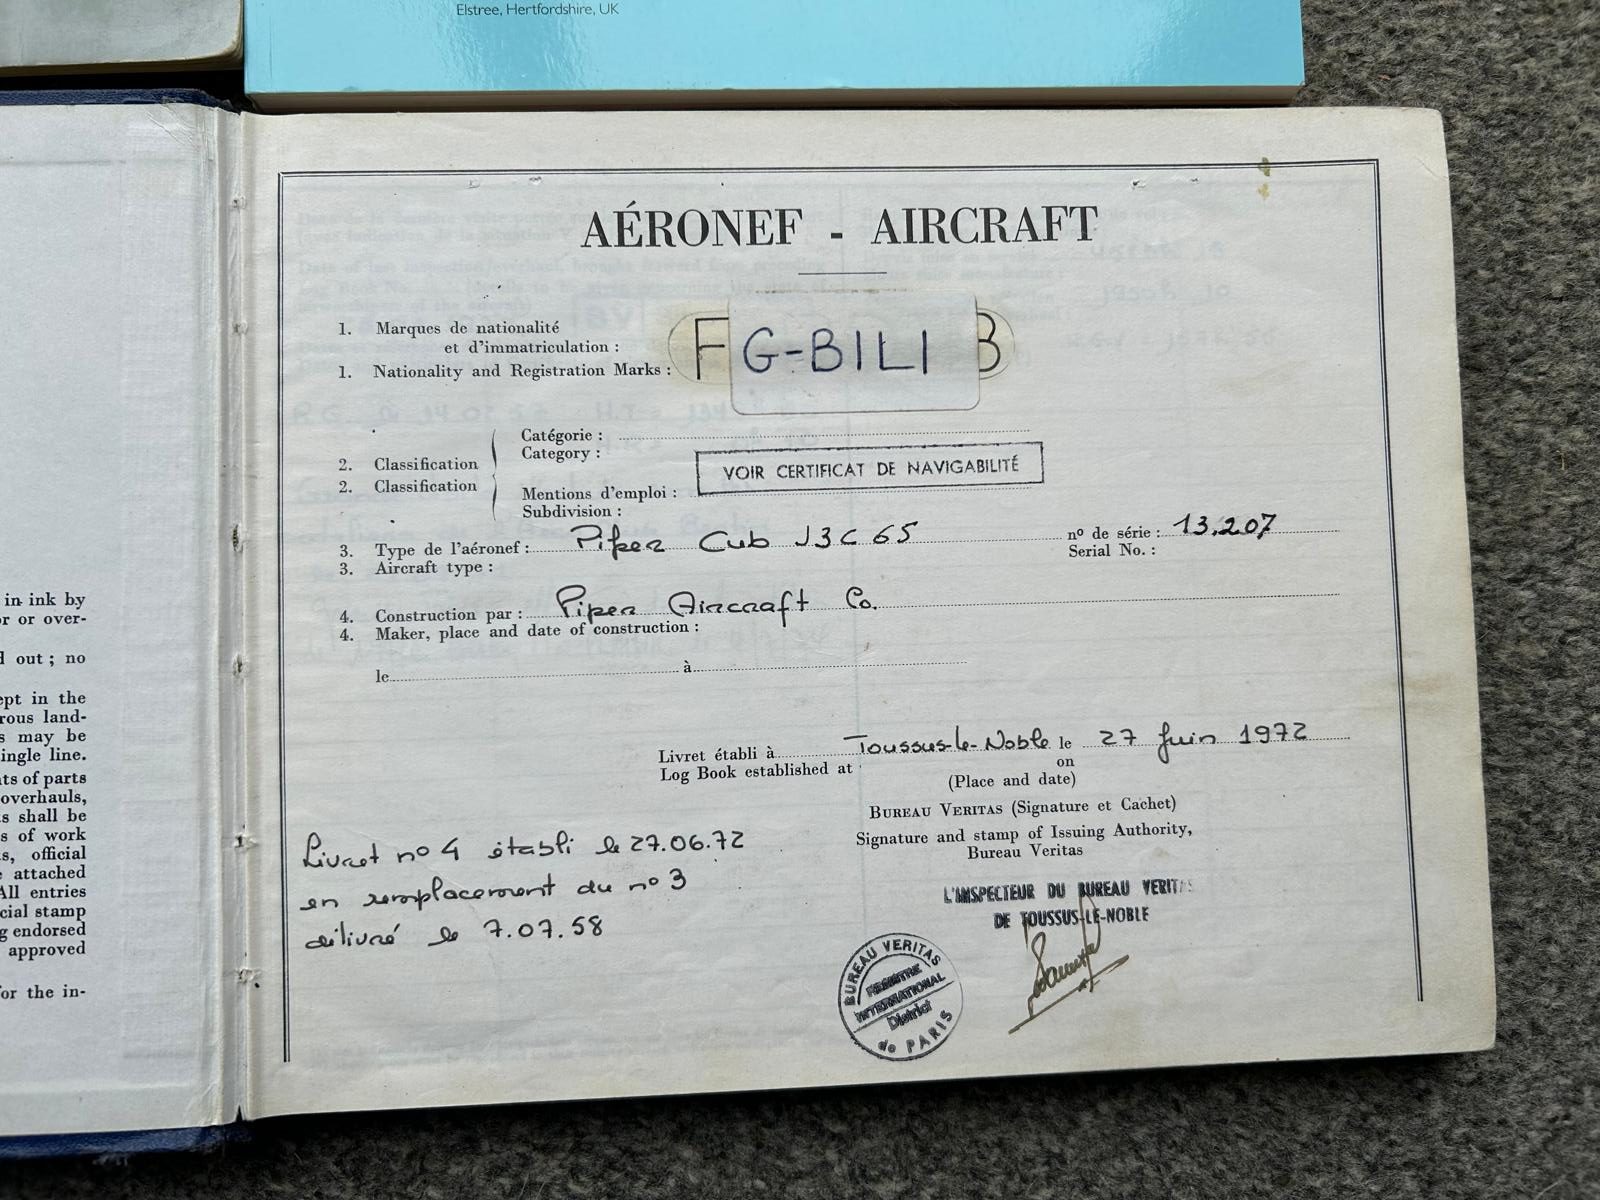 Elstree, Hertfordshire, UK
in ink by
or over-
out; no
in the
land-
may be
line.
of parts
overhauls,
shall be
of work
official
attached
All entries
stamp
endorsed
approved
for the in-
AÉRONEF - AIRCRAFT
1. Marques de nationalité
et d'immatriculation :
F G-BILI B
1. Nationality and Registration Marks :
Catégorie :
Category :
2. Classification
2. Classification
VOIR CERTIFICAT DE NAVIGABILITÉ
Mentions d'emploi :
Subdivision :
3. Type de l'aéronef : Piper Cub J3C 65 nº de série : 13.207
3. Aircraft type : Serial No. :
4. Construction par : Piper Aircraft Co.
4. Maker, place and date of construction :
le à
Livret établi à Toussus-le-Noble le 27 Juin 1972
Log Book established at on
(Place and date)
BUREAU VERITAS (Signature et Cachet)
Signature and stamp of Issuing Authority,
Bureau Veritas
Livret nº 4 établi le 27.06.72
en remplacement du nº 3
délivré le 7.07.58
L'INSPECTEUR DU BUREAU VERITAS
DE TOUSSUS-LE-NOBLE
BUREAU VERITAS
REGISTRE
INTERNATIONAL
District
de PARIS